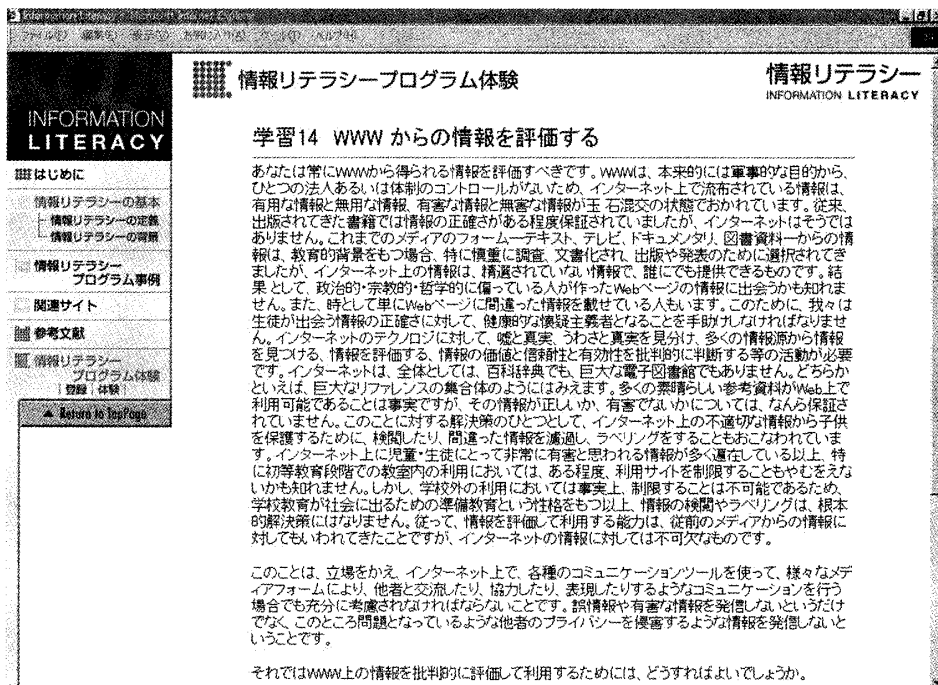 Information Literacy - Microsoft Internet Explorer
情報リテラシープログラム体験
情報リテラシー
INFORMATION LITERACY
INFORMATION
LITERACY
はじめに
情報リテラシーの基本
情報リテラシーの定義
情報リテラシーの背景
情報リテラシー
プログラム事例
関連サイト
参考文献
情報リテラシー
プログラム体験
登録 | 体験
▲ Return to TopPage
学習14 WWW からの情報を評価する
あなたは常にWWWから得られる情報を評価すべきです。WWWは、本来的には軍事的な目的から、
ひとつの法人あるいは体制のコントロールがないため、インターネット上で流布されている情報は、
有用な情報と無用な情報、有害な情報と無害な情報が玉 石混交の状態でおかれています。従来、
出版されてきた書籍では情報の正確さがある程度保証されていましたが、インターネットはそうでは
ありません。これまでのメディアのフォーム―テキスト、テレビ、ドキュメンタリ、図書資料―からの情
報は、教育的背景をもつ場合、特に慎重に調査、文書化され、出版や発表のために選択されてき
ましたが、インターネット上の情報は、精選されていない情報で、誰にでも提供できるものです。結
果として、政治的・宗教的・哲学的に偏っている人が作ったWebページの情報に出会うかも知れま
せん。また、時として単にWebページに間違った情報を載せている人もいます。このために、我々は
生徒が出会う情報の正確さに対して、健康的な懐疑主義者となることを手助けしなければなりませ
ん。インターネットのテクノロジに対して、嘘と真実、うわさと真実を見分け、多くの情報源から情報
を見つける、情報を評価する、情報の価値と信頼性と有効性を批判的に判断する等の活動が必要
です。インターネットは、全体としては、百科辞典でも、巨大な電子図書館でもありません。どちらか
といえば、巨大なリファレンスの集合体のようにはみえます。多くの素晴らしい参考資料がWeb上で
利用可能であることは事実ですが、その情報が正しいか、有害でないかについては、なんら保証さ
れていません。このことに対する解決策のひとつとして、インターネット上の不適切な情報から子供
を保護するために、検閲したり、間違った情報を濾過し、ラベリングをすることもおこなわれていま
す。インターネット上に児童・生徒にとって非常に有害と思われる情報が多く遍在している以上、特
に初等教育段階での教室内の利用においては、ある程度、利用サイトを制限することもやむをえな
いかも知れません。しかし、学校外の利用においては事実上、制限することは不可能であるため、
学校教育が社会に出るための準備教育という性格をもつ以上、情報の検閲やラベリングは、根本
的解決策にはなりません。従って、情報を評価して利用する能力は、従前のメディアからの情報に
対してもいわれてきたことですが、インターネットの情報に対しては不可欠なものです。
このことは、立場をかえ、インターネット上で、各種のコミュニケーションツールを使って、様々なメデ
ィアフォームにより、他者と交流したり、協力したり、表現したりするようなコミュニケーションを行う
場合でも充分に考慮されなければならないことです。誤情報や有害な情報を発信しないというだけ
でなく、このところ問題となっているような他者のプライバシーを侵害するような情報を発信しないと
いうことです。
それではWWW上の情報を批判的に評価して利用するためには、どうすればよいでしょうか。